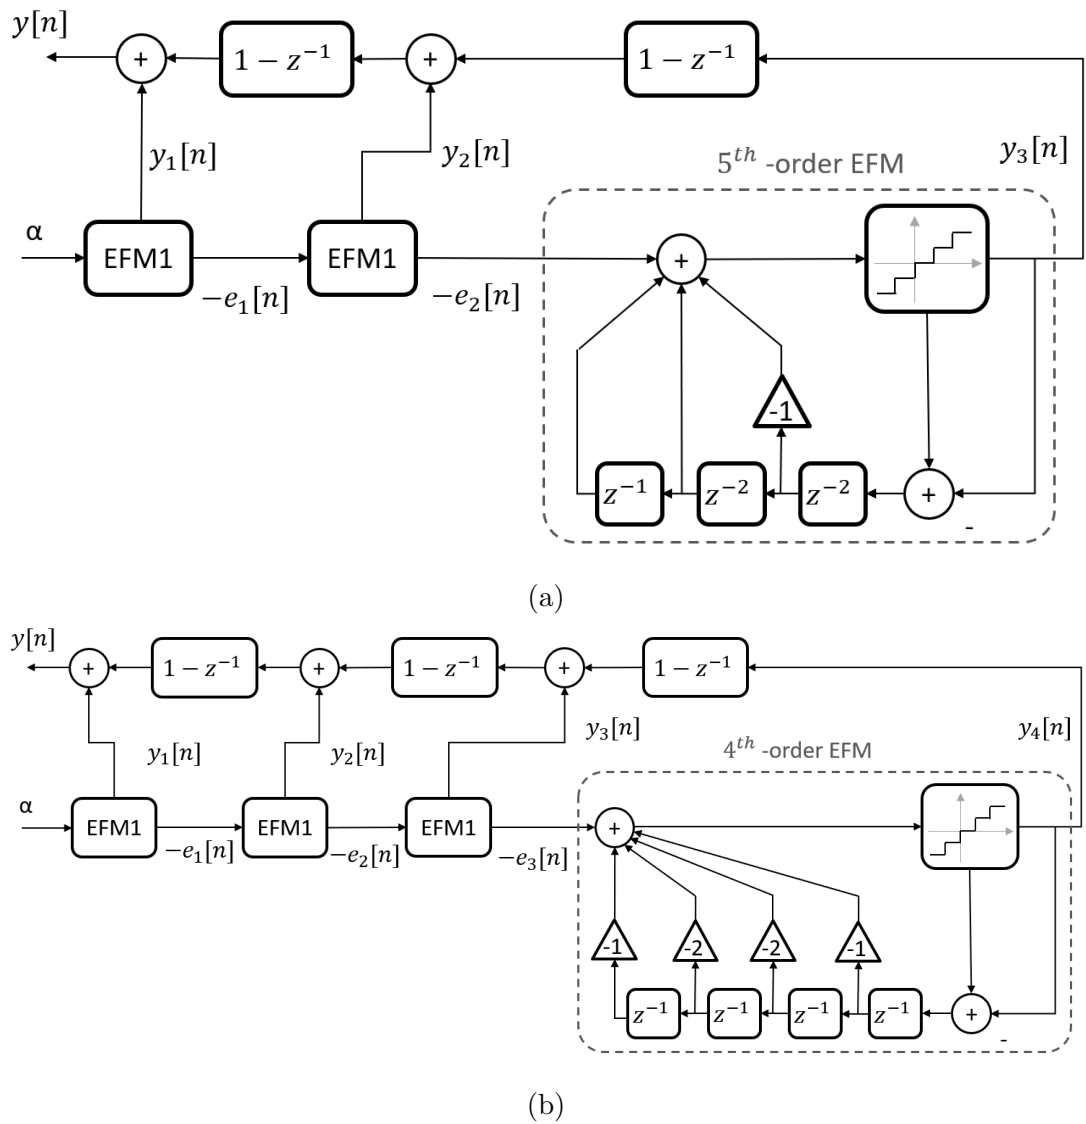 y[n]
+
1 − z⁻¹
+
1 − z⁻¹
y₁[n]
y₂[n]
5ᵗʰ -order EFM
y₃[n]
α
EFM1
EFM1
+
−e₁[n]
−e₂[n]
-1
z⁻¹
z⁻²
z⁻²
+
-
(a)
y[n]
+
1 − z⁻¹
+
1 − z⁻¹
+
1 − z⁻¹
y₁[n]
y₂[n]
y₃[n]
4ᵗʰ -order EFM
y₄[n]
α
EFM1
EFM1
EFM1
+
−e₁[n]
−e₂[n]
−e₃[n]
-1
-2
-2
-1
z⁻¹
z⁻¹
z⁻¹
z⁻¹
+
-
(b)